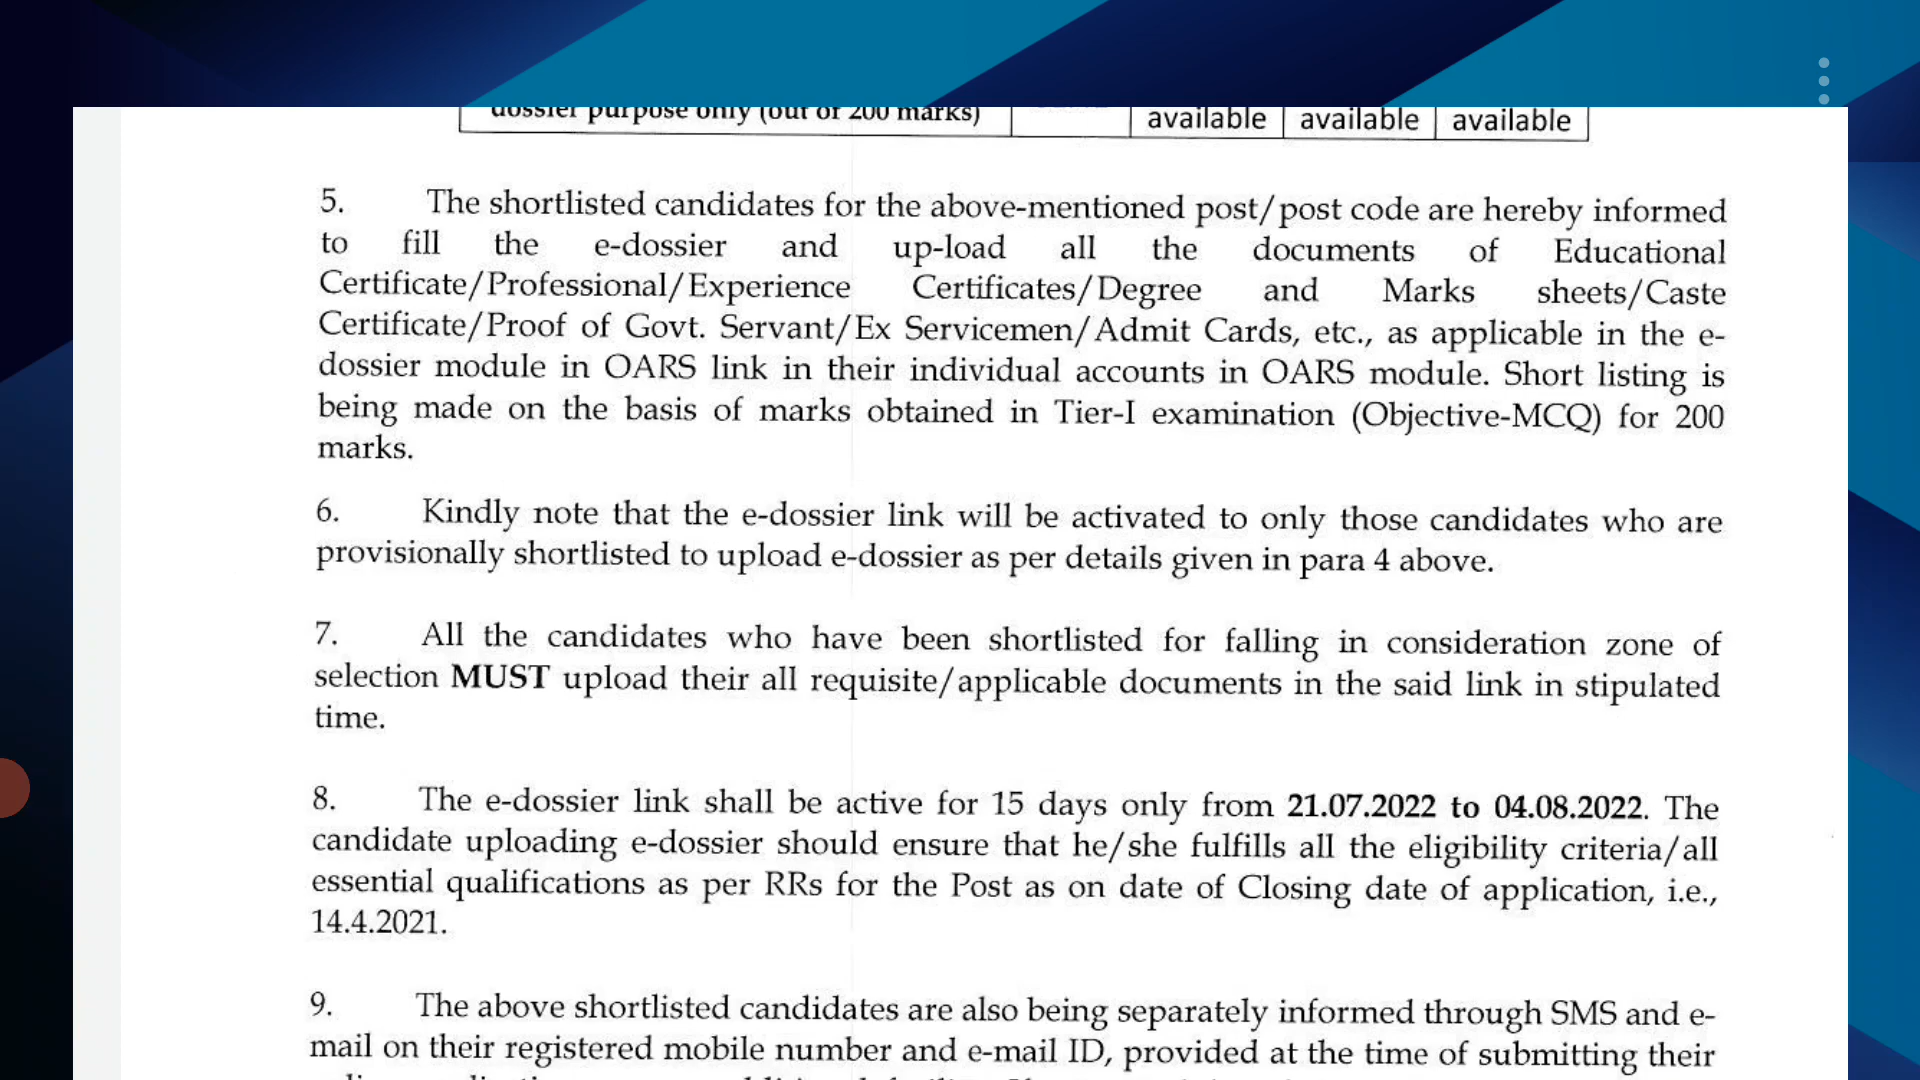 dossier purpose only (out of 200 marks)
available available available
5. The shortlisted candidates for the above-mentioned post/post code are hereby informed
to fill the e-dossier and up-load all the documents of Educational
Certificate/Professional/Experience Certificates/Degree and Marks sheets/Caste
Certificate/Proof of Govt. Servant/Ex Servicemen/Admit Cards, etc., as applicable in the e-
dossier module in OARS link in their individual accounts in OARS module. Short listing is
being made on the basis of marks obtained in Tier-I examination (Objective-MCQ) for 200
marks.
6. Kindly note that the e-dossier link will be activated to only those candidates who are
provisionally shortlisted to upload e-dossier as per details given in para 4 above.
7. All the candidates who have been shortlisted for falling in consideration zone of
selection MUST upload their all requisite/applicable documents in the said link in stipulated
time.
8. The e-dossier link shall be active for 15 days only from 21.07.2022 to 04.08.2022. The
candidate uploading e-dossier should ensure that he/she fulfills all the eligibility criteria/all
essential qualifications as per RRs for the Post as on date of Closing date of application, i.e.,
14.4.2021.
9. The above shortlisted candidates are also being separately informed through SMS and e-
mail on their registered mobile number and e-mail ID, provided at the time of submitting their